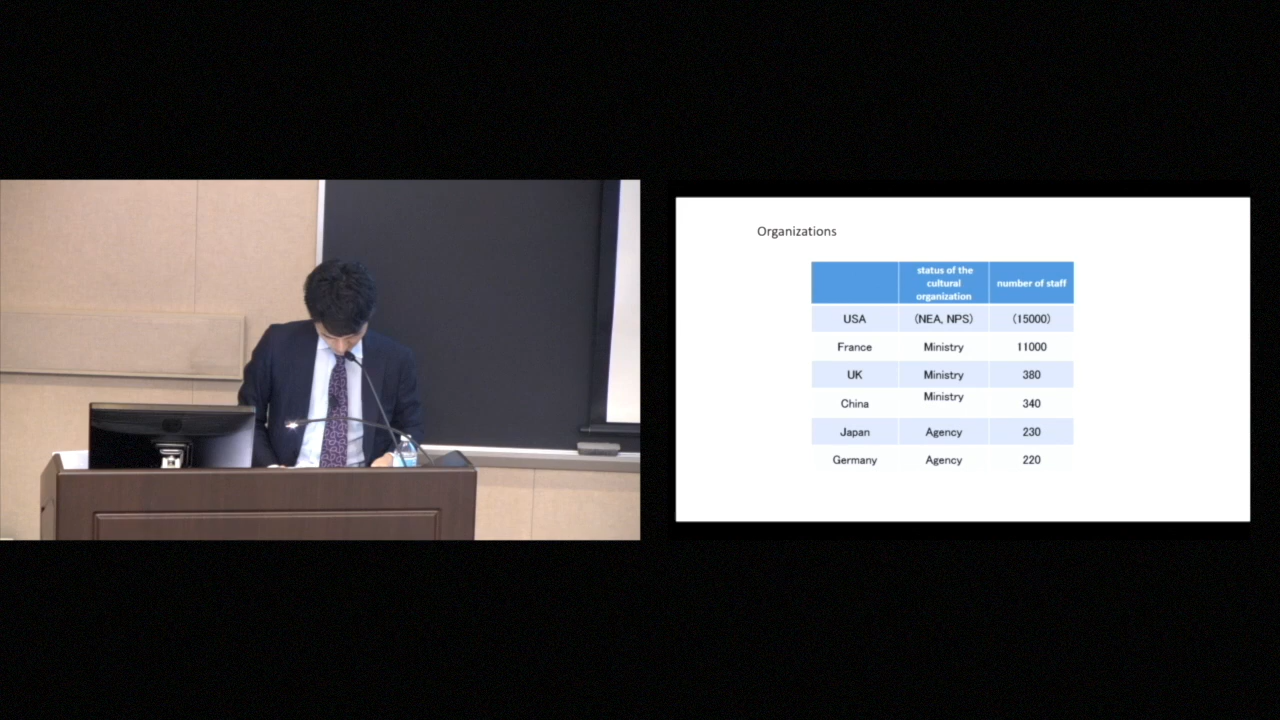 Organizations
status of the
cultural
organization
number of staff
USA (NEA, NPS) (15000)
France Ministry 11000
UK Ministry 380
China Ministry 340
Japan Agency 230
Germany Agency 220